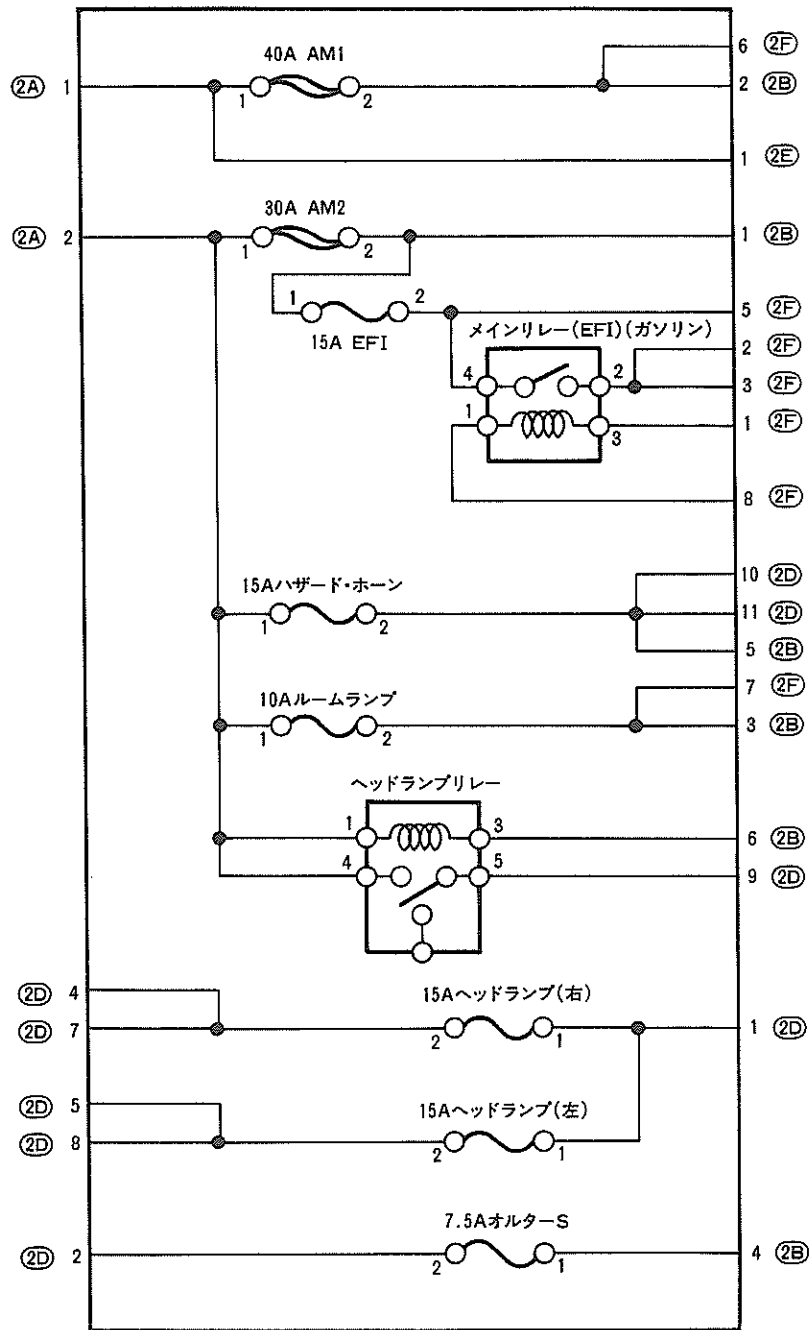 40A AM1
6 2F
2A 1
1 2
2 2B
1 2E
30A AM2
2A 2
1 2
1 2B
1 2
5 2F
15A EFI
メインリレー(EFI)(ガソリン)
2 2F
4 2
3 2F
1 3
1 2F
8 2F
10 2D
15Aハザード・ホーン
1 2
11 2D
5 2B
7 2F
10Aルームランプ
1 2
3 2B
ヘッドランプリレー
1 3
6 2B
4 5
9 2D
2D 4
15Aヘッドランプ(右)
2D 7
2 1
1 2D
2D 5
15Aヘッドランプ(左)
2D 8
2 1
7.5AオルターS
2D 2
2 1
4 2B